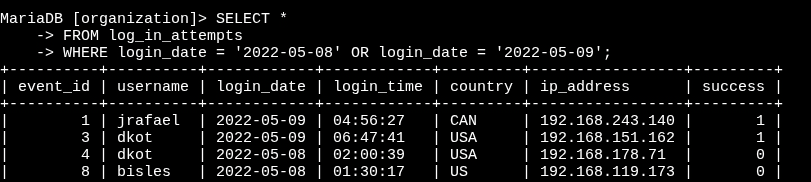 MariaDB [organization]> SELECT *
    -> FROM log_in_attempts
    -> WHERE login_date = '2022-05-08' OR login_date = '2022-05-09';
+----------+----------+------------+------------+---------+-----------------+---------+
| event_id | username | login_date | login_time | country | ip_address      | success |
+----------+----------+------------+------------+---------+-----------------+---------+
|        1 | jrafael  | 2022-05-09 | 04:56:27   | CAN     | 192.168.243.140 |       1 |
|        3 | dkot     | 2022-05-09 | 06:47:41   | USA     | 192.168.151.162 |       1 |
|        4 | dkot     | 2022-05-08 | 02:00:39   | USA     | 192.168.178.71  |       0 |
|        8 | bisles   | 2022-05-08 | 01:30:17   | US      | 192.168.119.173 |       0 |